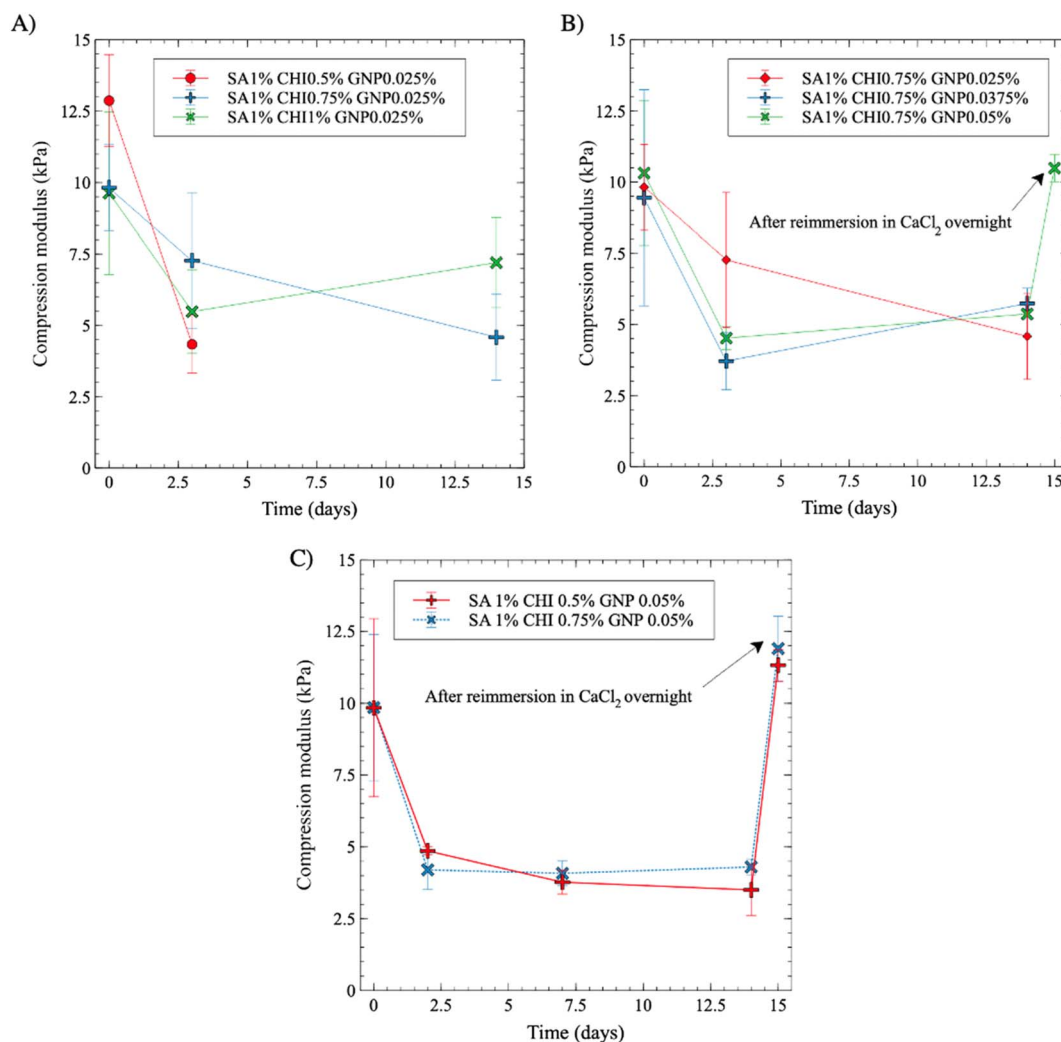 A)
15
12.5
10
7.5
5
2.5
0
Compression modulus (kPa)
SA1% CHI0.5% GNP0.025%
SA1% CHI0.75% GNP0.025%
SA1% CHI1% GNP0.025%
0 2.5 5 7.5 10 12.5 15
Time (days)
B)
15
12.5
10
7.5
5
2.5
0
Compression modulus (kPa)
SA1% CHI0.75% GNP0.025%
SA1% CHI0.75% GNP0.0375%
SA1% CHI0.75% GNP0.05%
After reimmersion in CaCl₂ overnight
0 2.5 5 7.5 10 12.5 15
Time (days)
C)
15
12.5
10
7.5
5
2.5
0
Compression modulus (kPa)
SA 1% CHI 0.5% GNP 0.05%
SA 1% CHI 0.75% GNP 0.05%
After reimmersion in CaCl₂ overnight
0 2.5 5 7.5 10 12.5 15
Time (days)